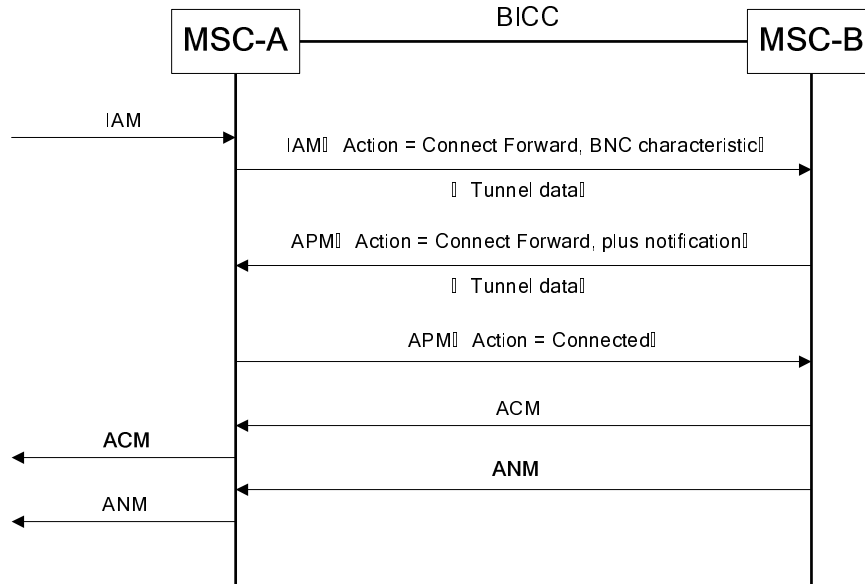 BICC
MSC-A
MSC-B
IAM
IAM Action = Connect Forward, BNC characteristic
Tunnel data
APM Action = Connect Forward, plus notification
Tunnel data
APM Action = Connected
ACM
ACM
ANM
ANM